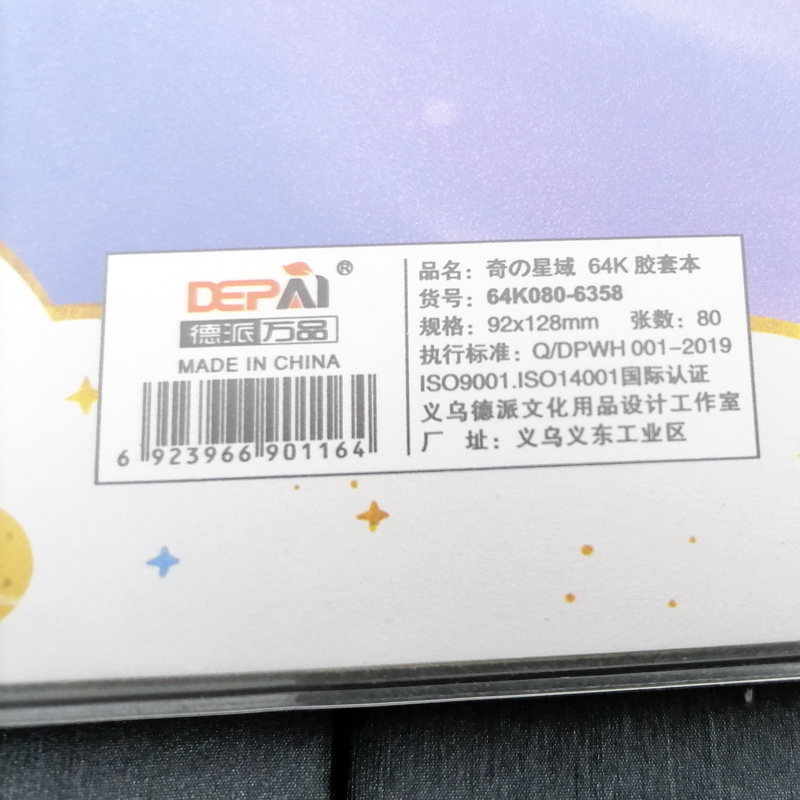 DEPAI®
德派万品
MADE IN CHINA
6 923966 901164
品名：奇の星域 64K 胶套本
货号：64K080-6358
规格：92x128mm 张数：80
执行标准：Q/DPWH 001-2019
ISO9001.ISO14001国际认证
义乌德派文化用品设计工作室
厂 址：义乌义东工业区